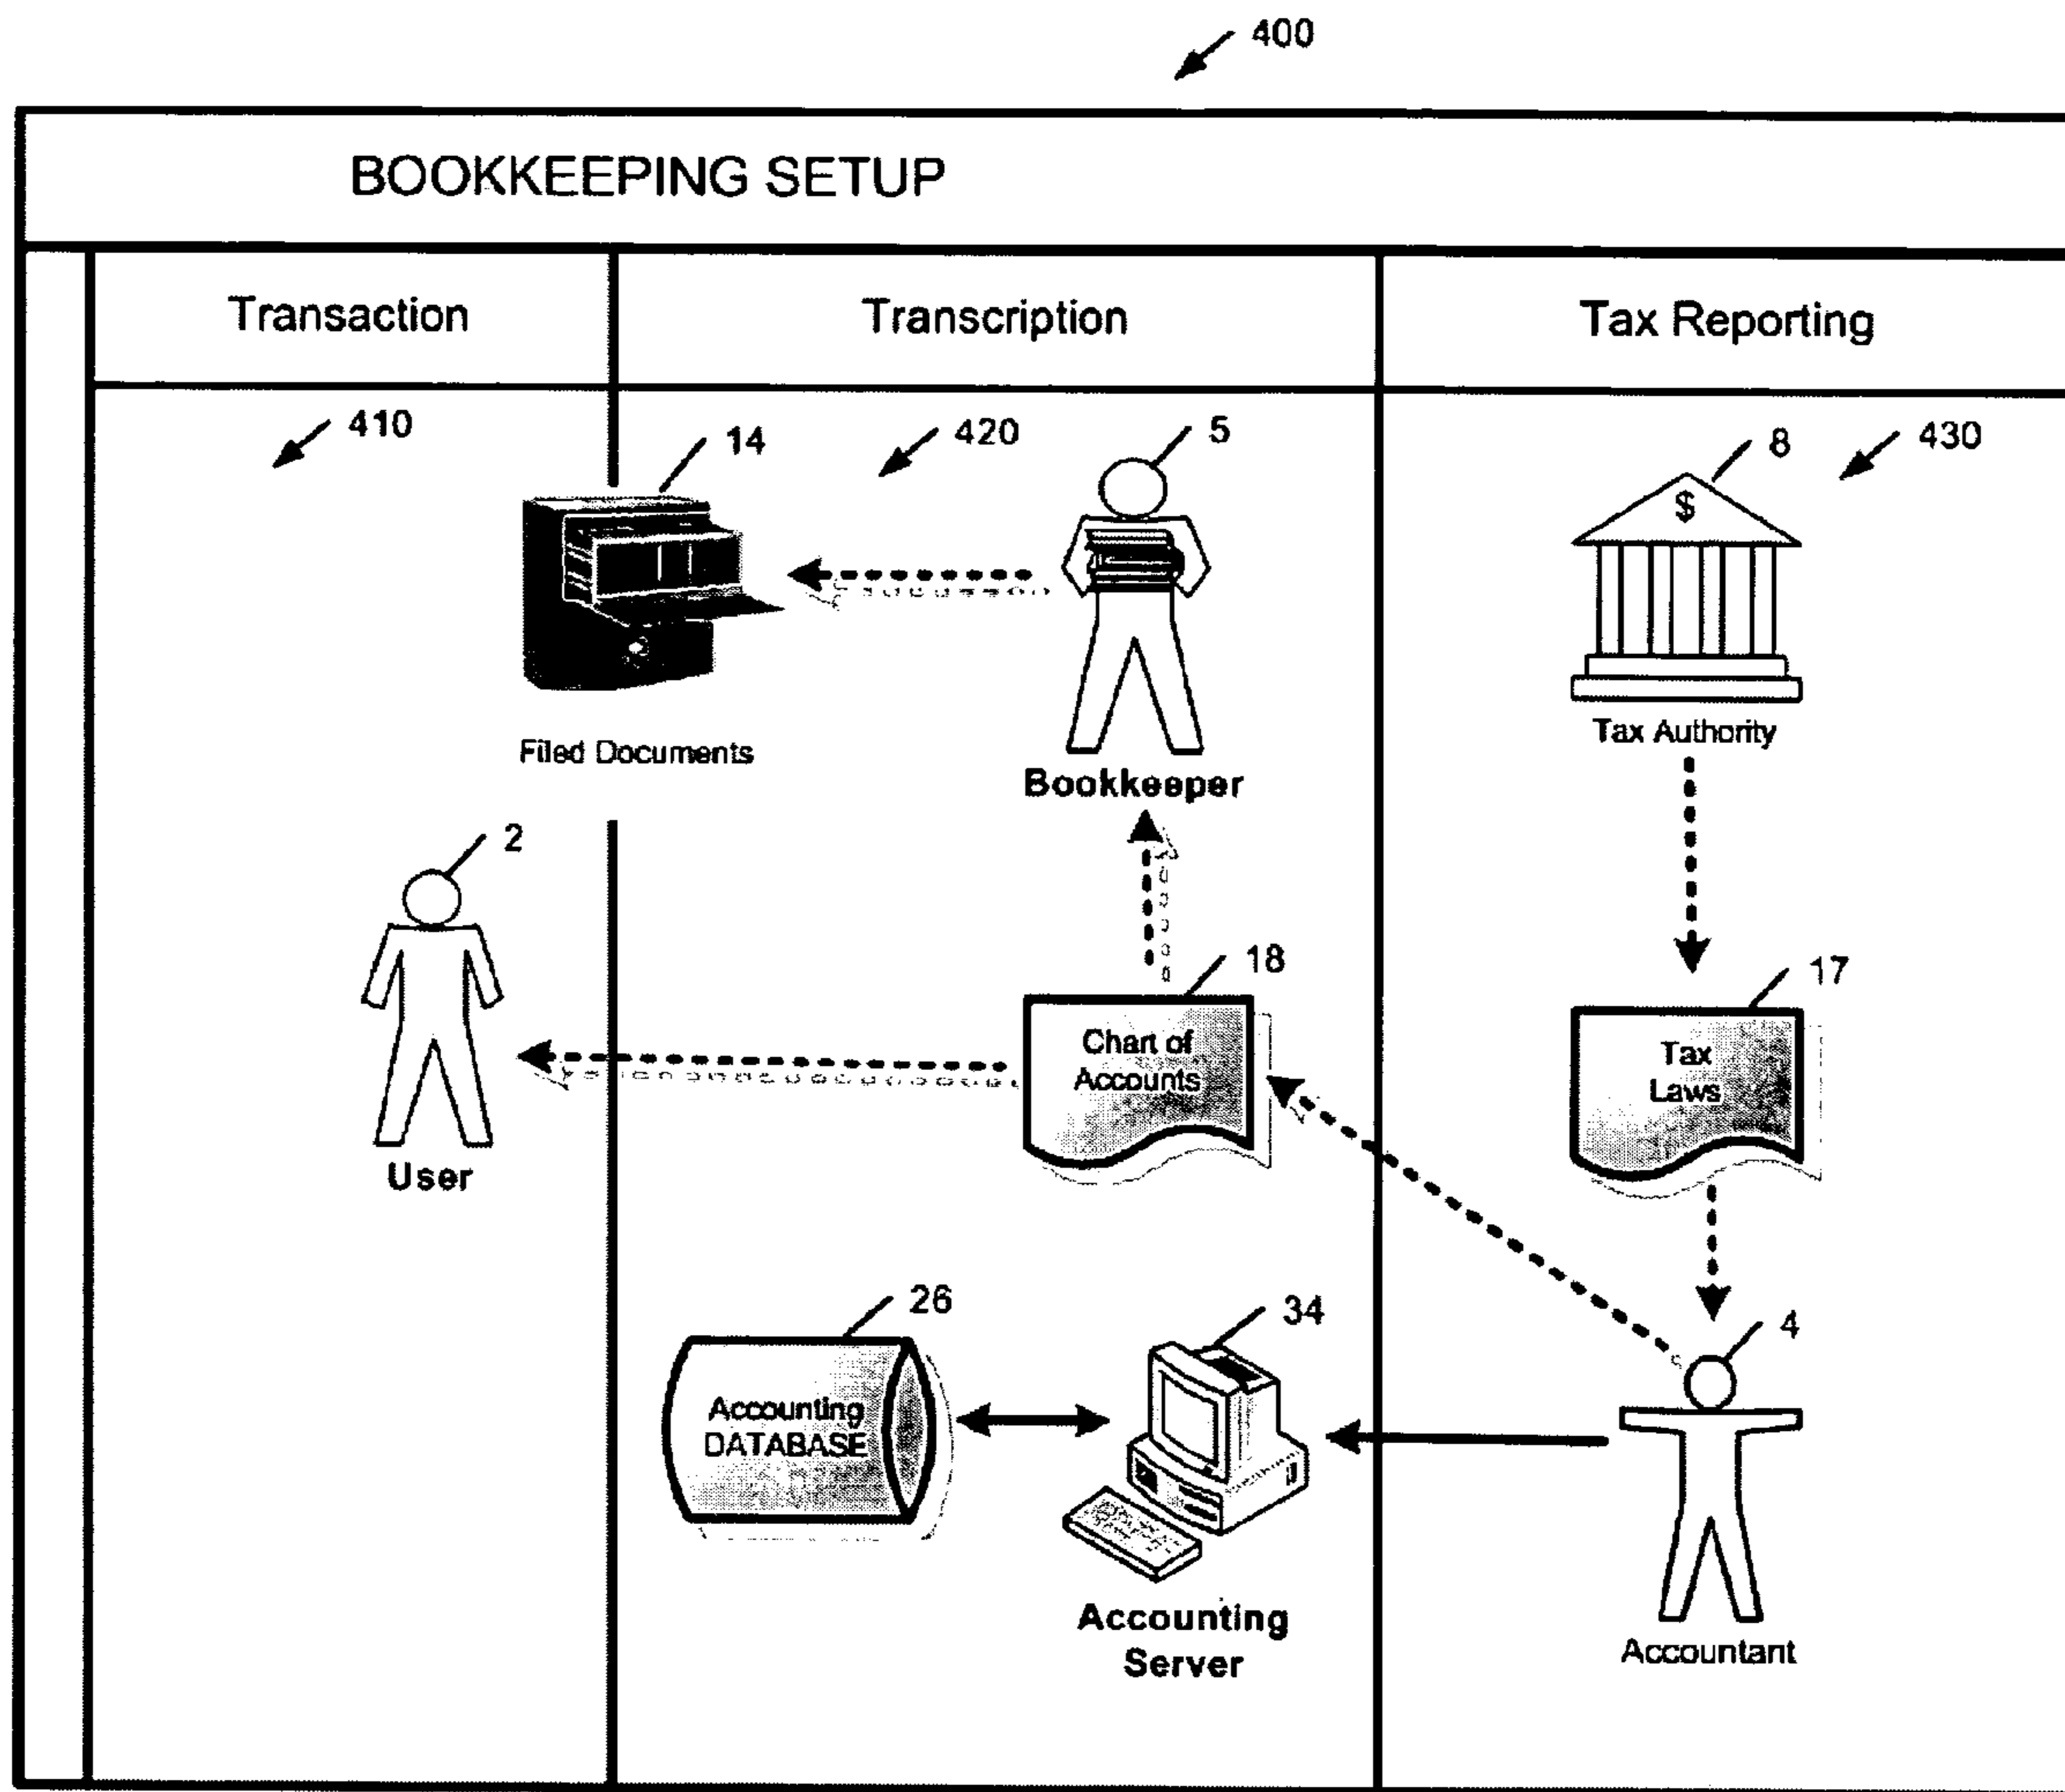 400
BOOKKEEPING SETUP
Transaction
Transcription
Tax Reporting
410
14
420
5
8
430
$
Filed Documents
Bookkeeper
Tax Authority
2
18
17
Chart of
Accounts
Tax
Laws
User
26
34
4
Accounting
DATABASE
Accounting
Server
Accountant